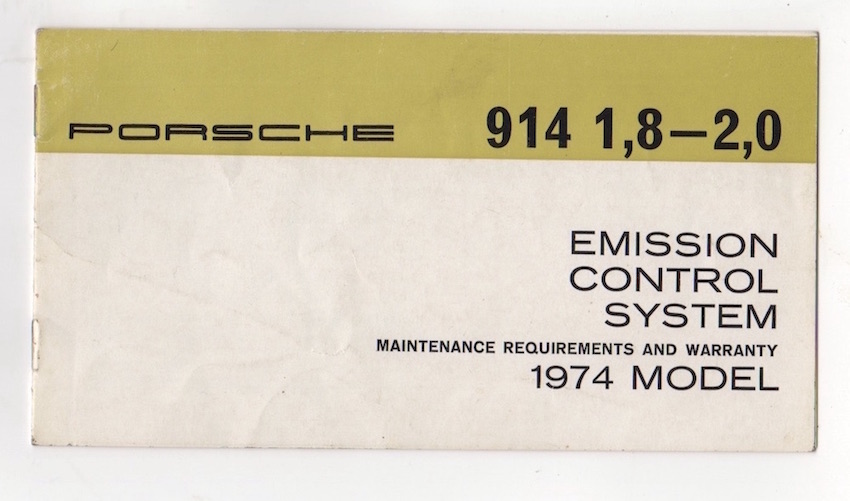 PORSCHE 914 1,8–2,0
EMISSION
CONTROL
SYSTEM
MAINTENANCE REQUIREMENTS AND WARRANTY
1974 MODEL